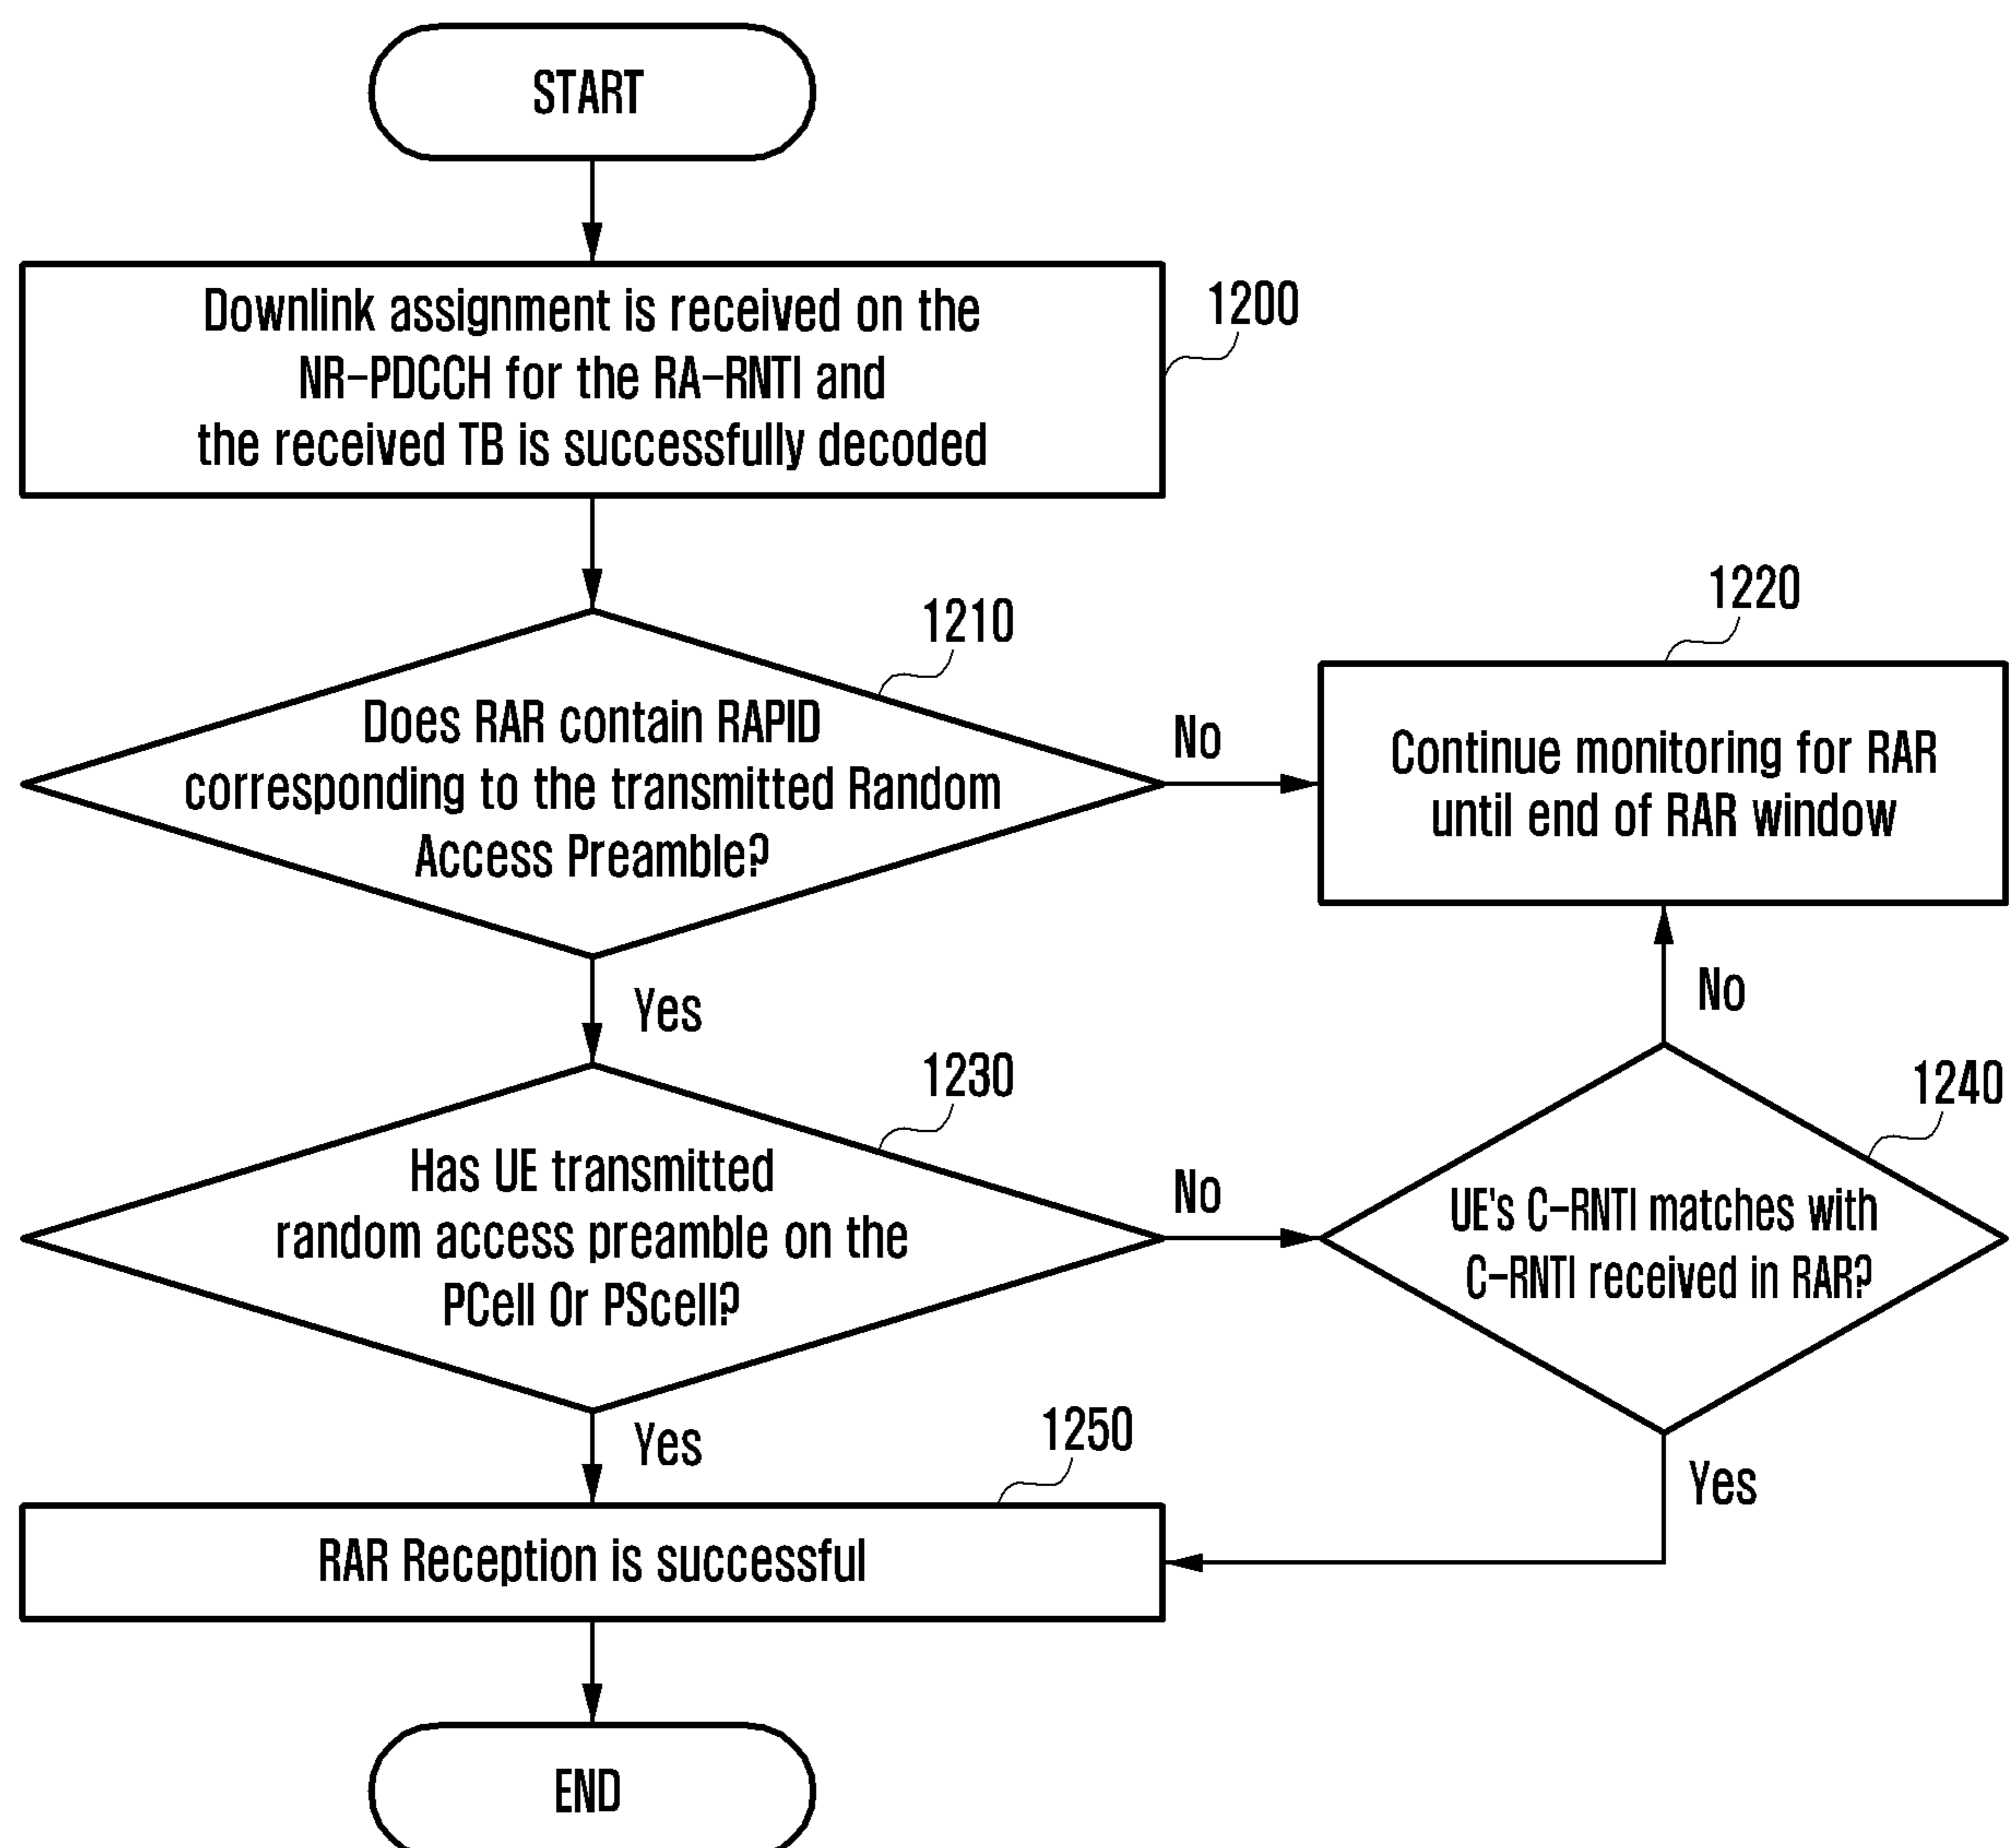 START
Downlink assignment is received on the
NR-PDCCH for the RA-RNTI and
the received TB is successfully decoded
1200
1210
Does RAR contain RAPID
corresponding to the transmitted Random
Access Preamble?
No
1220
Continue monitoring for RAR
until end of RAR window
Yes
1230
Has UE transmitted
random access preamble on the
PCell Or PScell?
No
1240
UE's C-RNTI matches with
C-RNTI received in RAR?
No
Yes
Yes
1250
RAR Reception is successful
END